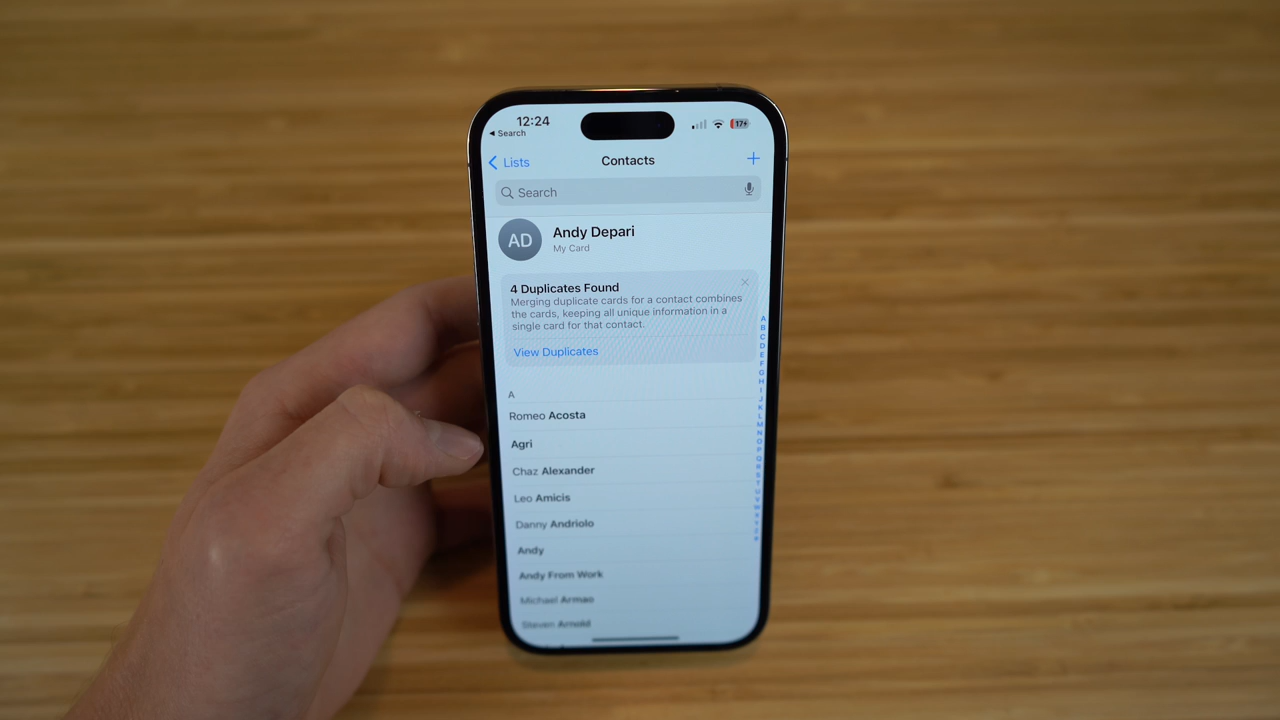 12:24
17
◀ Search
Lists
Contacts
+
Search
AD
Andy Depari
My Card
4 Duplicates Found
Merging duplicate cards for a contact combines
the cards, keeping all unique information in a
single card for that contact.
View Duplicates
A
Romeo Acosta
Agri
Chaz Alexander
Leo Amicis
Danny Andriolo
Andy
Andy From Work
Michael Armao
Steven Arnold
A
B
C
D
E
F
G
H
I
J
K
L
M
N
O
P
Q
R
S
T
U
V
W
X
Y
Z
#